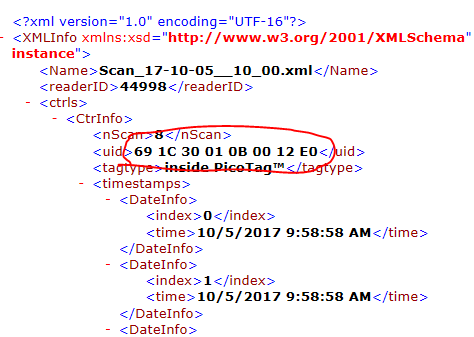 <?xml version="1.0" encoding="UTF-16"?>
- <XMLInfo xmlns:xsd="http://www.w3.org/2001/XMLSchema"
instance">
<Name>Scan_17-10-05__10_00.xml</Name>
<readerID>44998</readerID>
- <ctrls>
- <CtrInfo>
<nScan>8</nScan>
<uid>69 1C 30 01 0B 00 12 E0</uid>
<tagtype>inside PicoTag™</tagtype>
- <timestamps>
- <DateInfo>
<index>0</index>
<time>10/5/2017 9:58:58 AM</time>
</DateInfo>
- <DateInfo>
<index>1</index>
<time>10/5/2017 9:58:58 AM</time>
</DateInfo>
- <DateInfo>